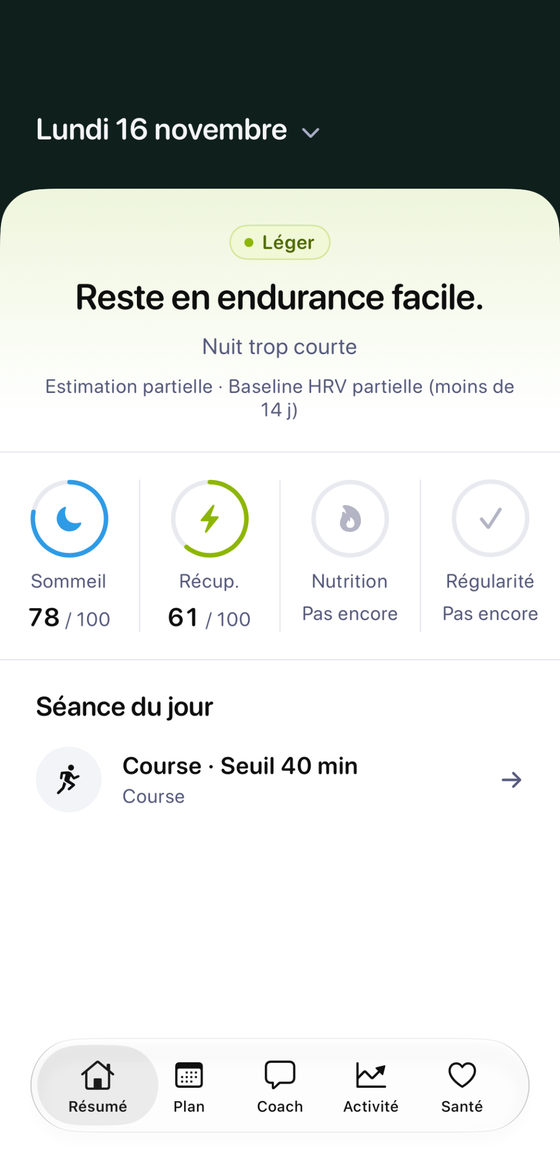 Lundi 16 novembre
Léger
Reste en endurance facile.
Nuit trop courte
Estimation partielle · Baseline HRV partielle (moins de
14 j)
Sommeil
78 / 100
Récup.
61 / 100
Nutrition
Pas encore
Régularité
Pas encore
Séance du jour
Course · Seuil 40 min
Course
Résumé
Plan
Coach
Activité
Santé